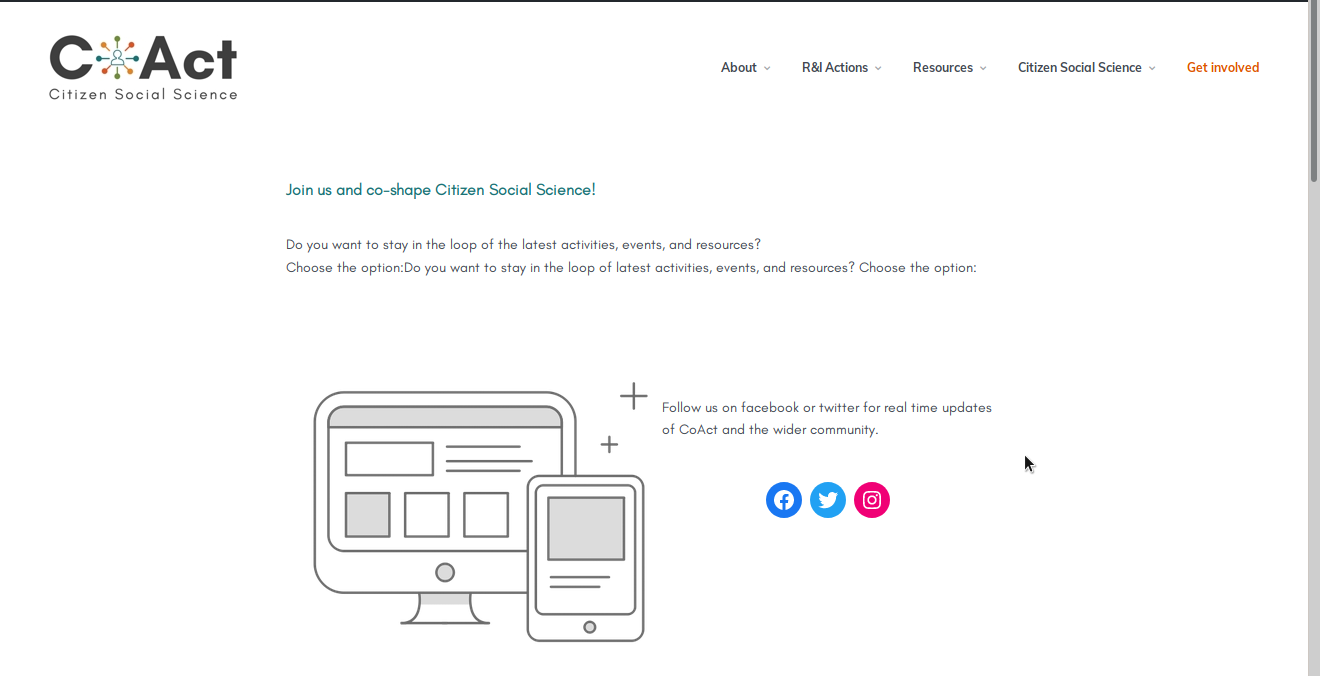 CoAct
Citizen Social Science
About
R&I Actions
Resources
Citizen Social Science
Get involved
Join us and co-shape Citizen Social Science!
Do you want to stay in the loop of the latest activities, events, and resources?
Choose the option:Do you want to stay in the loop of latest activities, events, and resources? Choose the option:
Follow us on facebook or twitter for real time updates
of CoAct and the wider community.